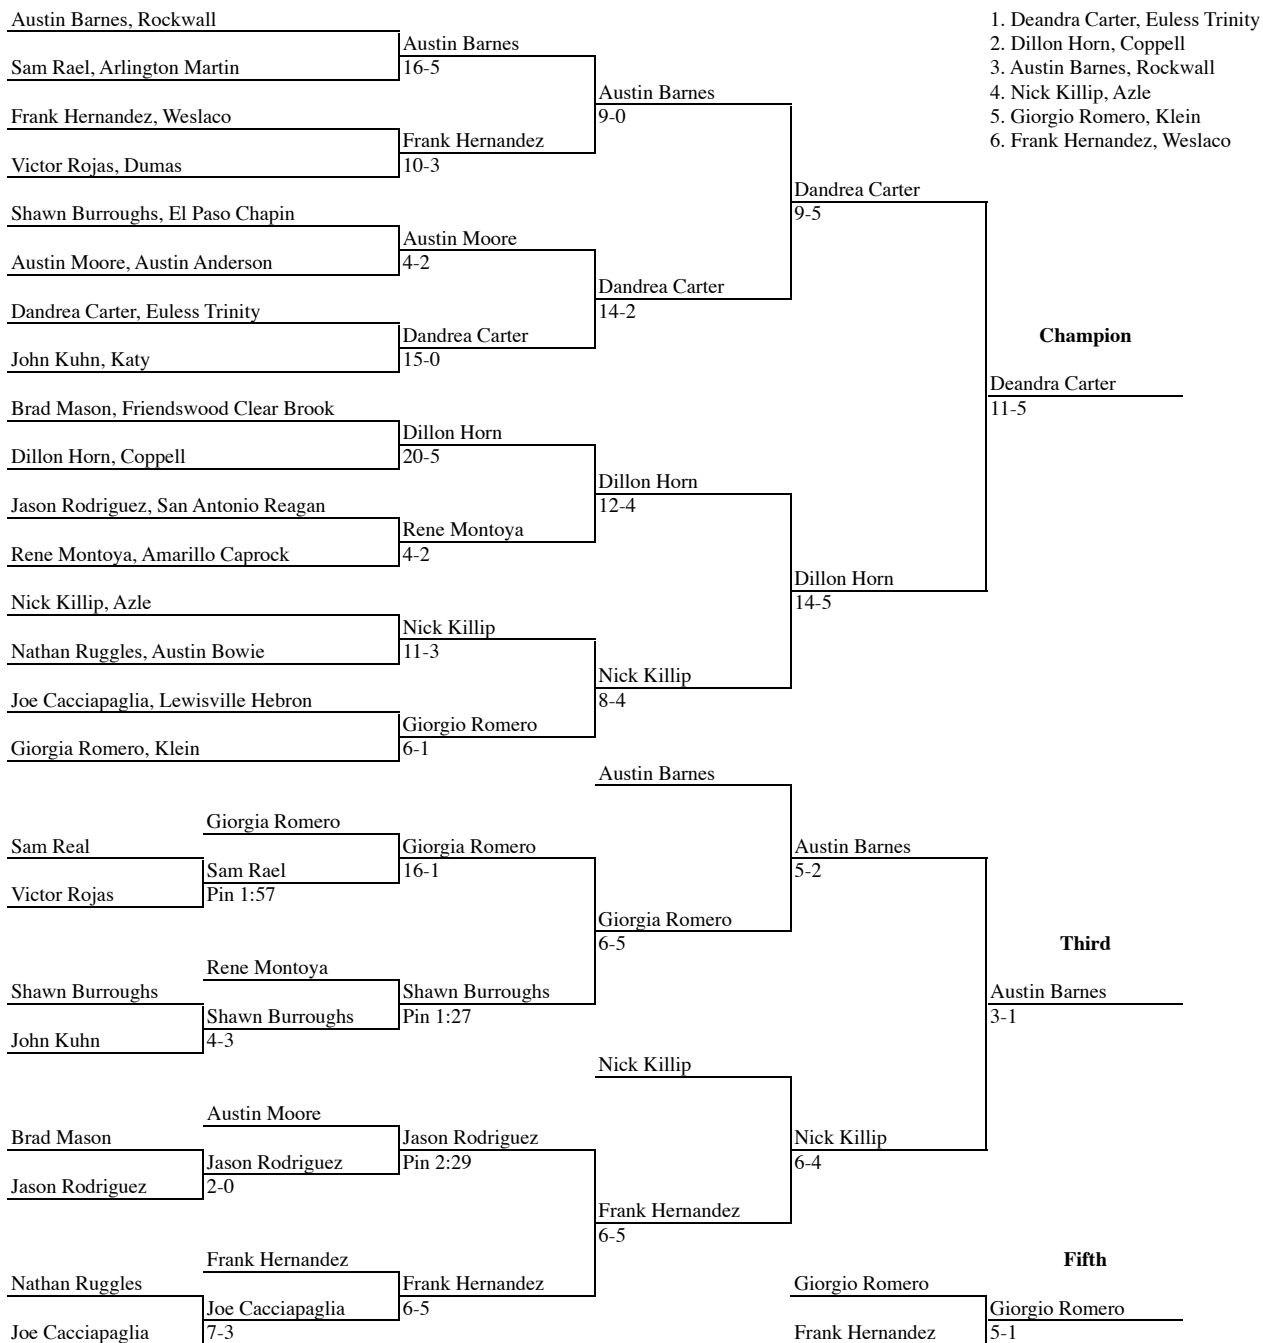 Austin Barnes, Rockwall
Sam Rael, Arlington Martin
Frank Hernandez, Weslaco
Victor Rojas, Dumas
Shawn Burroughs, El Paso Chapin
Austin Moore, Austin Anderson
Dandrea Carter, Euless Trinity
John Kuhn, Katy
Brad Mason, Friendswood Clear Brook
Dillon Horn, Coppell
Jason Rodriguez, San Antonio Reagan
Rene Montoya, Amarillo Caprock
Nick Killip, Azle
Nathan Ruggles, Austin Bowie
Joe Cacciapaglia, Lewisville Hebron
Giorgia Romero, Klein
Austin Barnes
16-5
Frank Hernandez
10-3
Austin Moore
4-2
Dandrea Carter
15-0
Dillon Horn
20-5
Rene Montoya
4-2
Nick Killip
11-3
Giorgio Romero
6-1
Austin Barnes
9-0
Dandrea Carter
14-2
Dillon Horn
12-4
Nick Killip
8-4
Dandrea Carter
9-5
Dillon Horn
14-5
Champion
Deandra Carter
11-5
1. Deandra Carter, Euless Trinity
2. Dillon Horn, Coppell
3. Austin Barnes, Rockwall
4. Nick Killip, Azle
5. Giorgio Romero, Klein
6. Frank Hernandez, Weslaco
Sam Real
Victor Rojas
Shawn Burroughs
John Kuhn
Brad Mason
Jason Rodriguez
Nathan Ruggles
Joe Cacciapaglia
Giorgia Romero
Sam Rael
Pin 1:57
Rene Montoya
Shawn Burroughs
4-3
Austin Moore
Jason Rodriguez
2-0
Frank Hernandez
Joe Cacciapaglia
7-3
Giorgia Romero
16-1
Shawn Burroughs
Pin 1:27
Jason Rodriguez
Pin 2:29
Frank Hernandez
6-5
Austin Barnes
Giorgia Romero
6-5
Nick Killip
Frank Hernandez
6-5
Austin Barnes
5-2
Nick Killip
6-4
Third
Austin Barnes
3-1
Fifth
Giorgio Romero
Frank Hernandez
Giorgio Romero
5-1